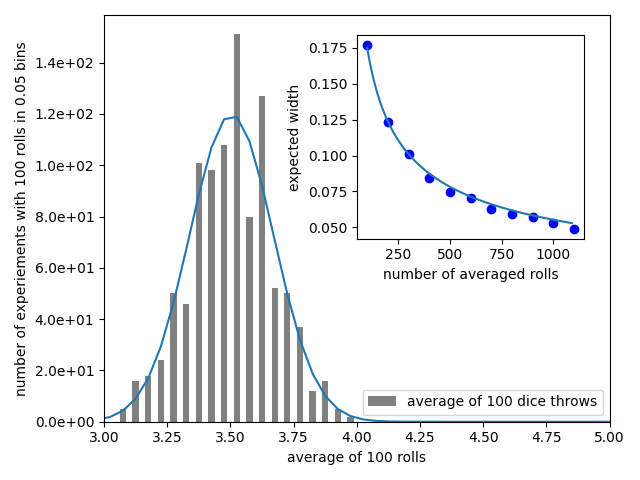 number of experiements with 100 rolls in 0.05 bins
1.4e+02
1.2e+02
1.0e+02
8.0e+01
6.0e+01
4.0e+01
2.0e+01
0.0e+00
3.00 3.25 3.50 3.75 4.00 4.25 4.50 4.75 5.00
average of 100 rolls
expected width
0.175
0.150
0.125
0.100
0.075
0.050
250 500 750 1000
number of averaged rolls
average of 100 dice throws